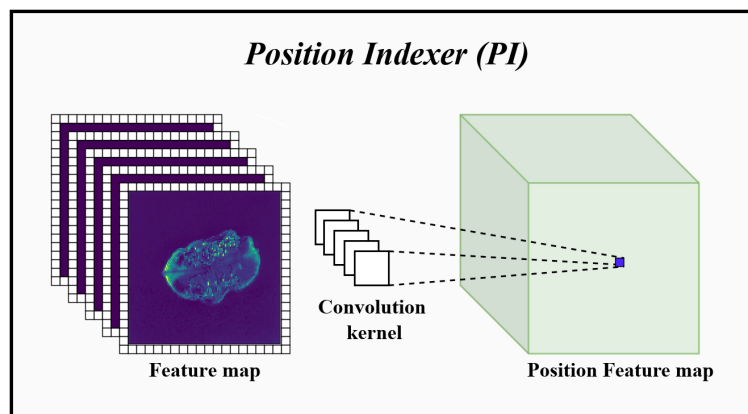 Position Indexer (PI)
Convolution
kernel
Feature map
Position Feature map